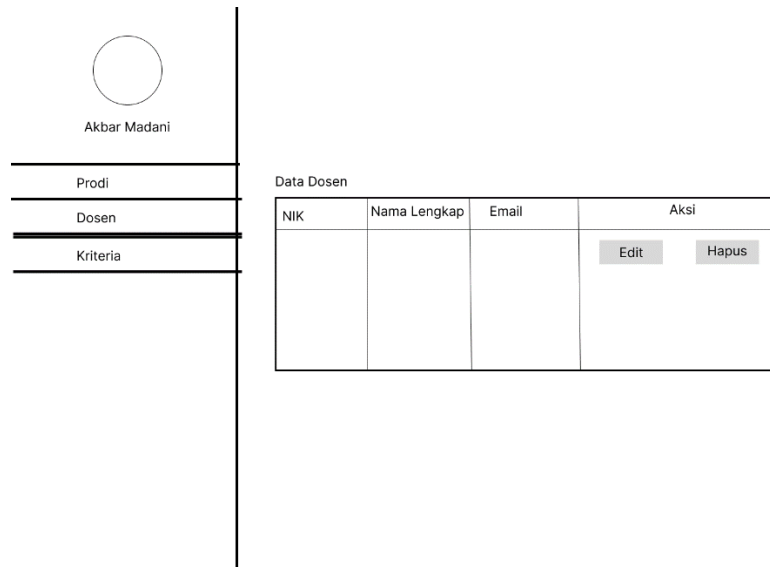 Akbar Madani
Prodi
Dosen
Kriteria
Data Dosen
NIK Nama Lengkap Email Aksi
Edit Hapus